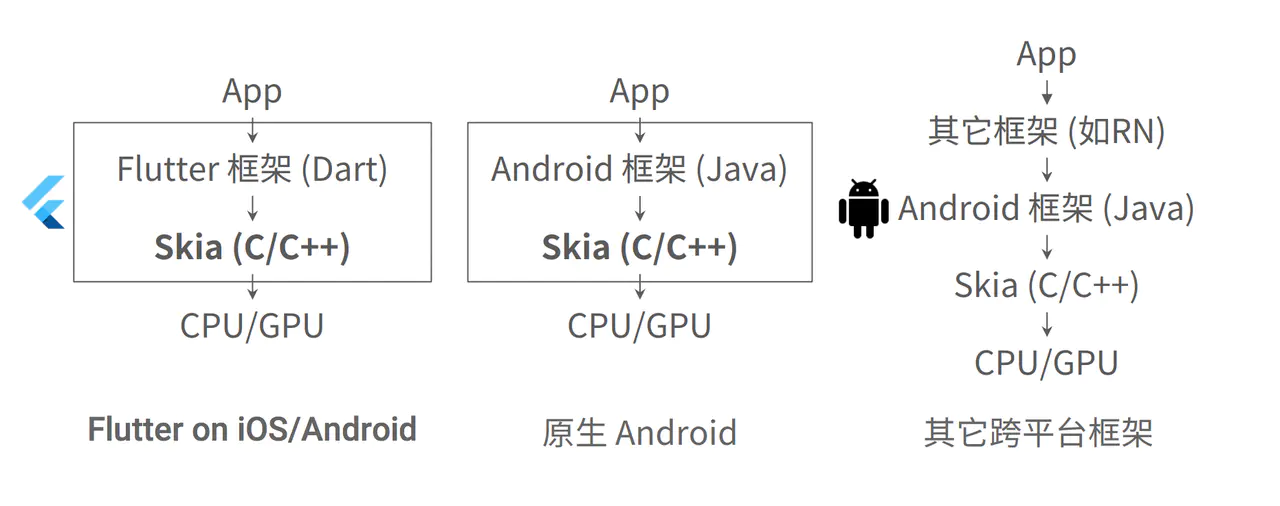 App
Flutter 框架 (Dart)
Skia (C/C++)
CPU/GPU
Flutter on iOS/Android
App
Android 框架 (Java)
Skia (C/C++)
CPU/GPU
原生 Android
App
其它框架 (如RN)
Android 框架 (Java)
Skia (C/C++)
CPU/GPU
其它跨平台框架